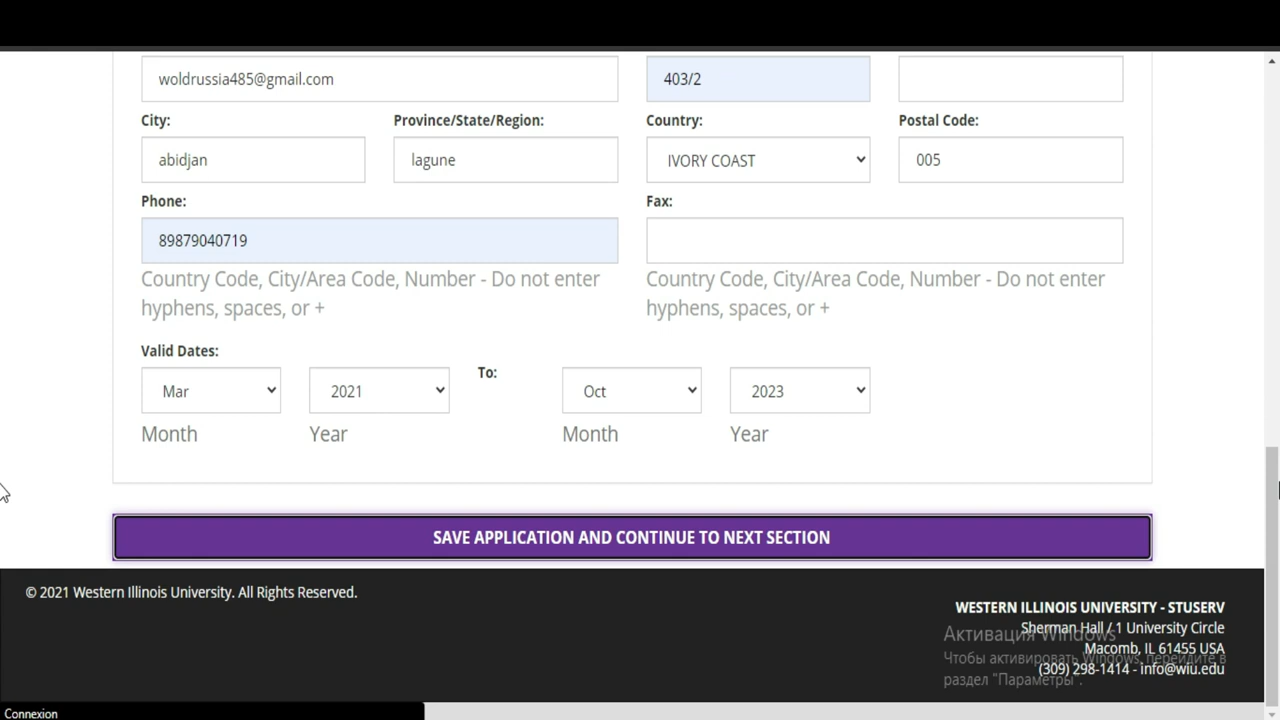 woldrussia485@gmail.com 403/2
City: Province/State/Region: Country: Postal Code:
abidjan lagune IVORY COAST 005
Phone: Fax:
89879040719
Country Code, City/Area Code, Number - Do not enter
hyphens, spaces, or +
Country Code, City/Area Code, Number - Do not enter
hyphens, spaces, or +
Valid Dates:
To:
Mar 2021 Oct 2023
Month Year Month Year
SAVE APPLICATION AND CONTINUE TO NEXT SECTION
© 2021 Western Illinois University. All Rights Reserved.
WESTERN ILLINOIS UNIVERSITY - STUSERV
Sherman Hall / 1 University Circle
Macomb, IL 61455 USA
(309) 298-1414 - info@wiu.edu
Активация Windows
Чтобы активировать Windows, перейдите в
раздел "Параметры".
Connexion